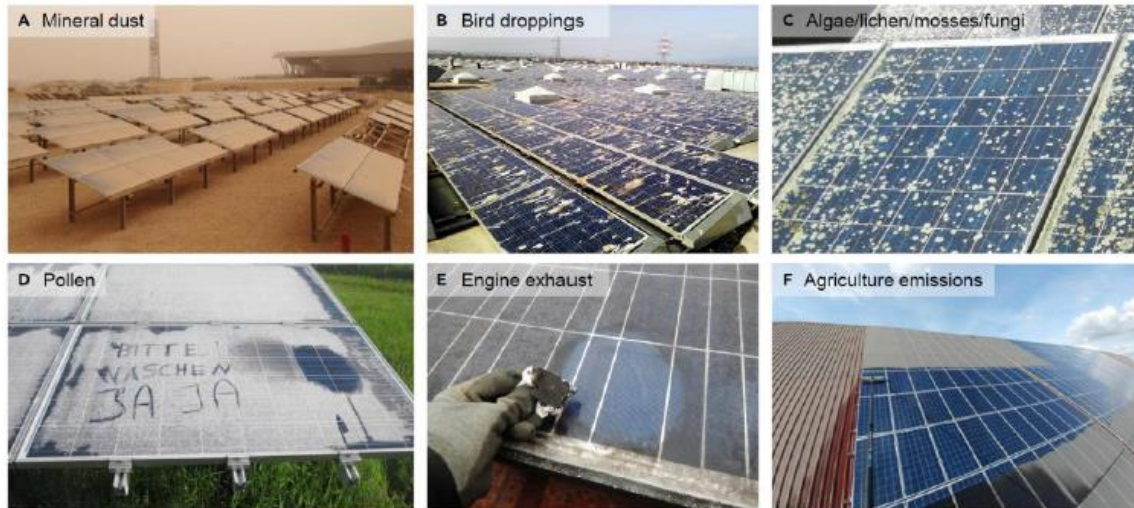 A Mineral dust
B Bird droppings
C Algae/lichen/mosses/fungi
D Pollen
BITTE
WASCHEN
JA JA
E Engine exhaust
F Agriculture emissions